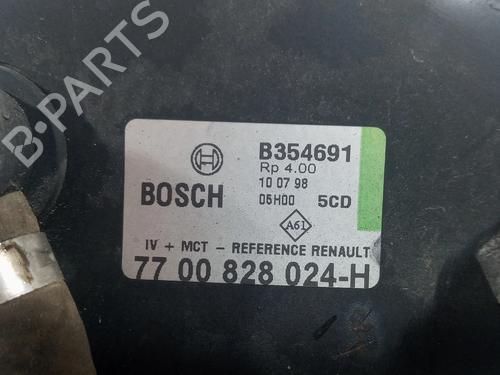 B-PARTS
BOSCH
B354691
Rp 4.00
10 07 98
06H00 5CD
A61
IV + MCT - REFERENCE RENAULT
77 00 828 024-H